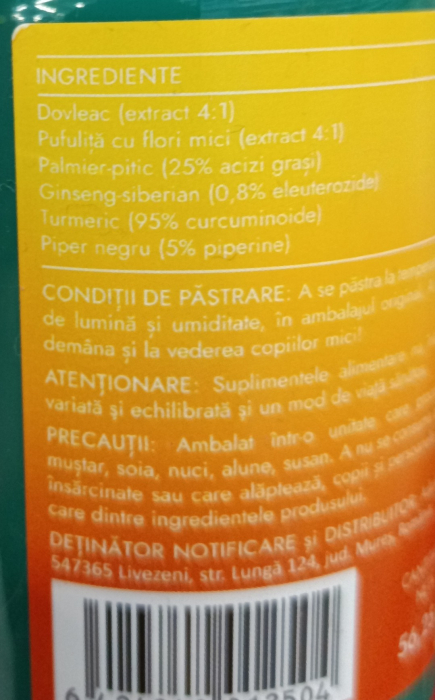 INGREDIENTE
Dovleac (extract 4:1)
Pufuliță cu flori mici (extract 4:1)
Palmier-pitic (25% acizi grași)
Ginseng-siberian (0,8% eleuterozide)
Turmeric (95% curcuminoide)
Piper negru (5% piperine)
CONDIȚII DE PĂSTRARE: A se păstra la
de lumină și umiditate, în ambalajul original.
demâna și la vederea copiilor mici!
ATENȚIONARE: Suplimentele alimentare nu
variată și echilibrată și un mod de viață
PRECAUȚII: Ambalat într-o unitate care
muștar, soia, nuci, alune, susan. A nu se consuma
însărcinate sau care alăptează, copii și
care dintre ingredientele produsului.
DEȚINĂTOR NOTIFICARE și DISTRIBUITOR:
547365 Livezeni, str. Lungă 124, jud. Mureș,
56,